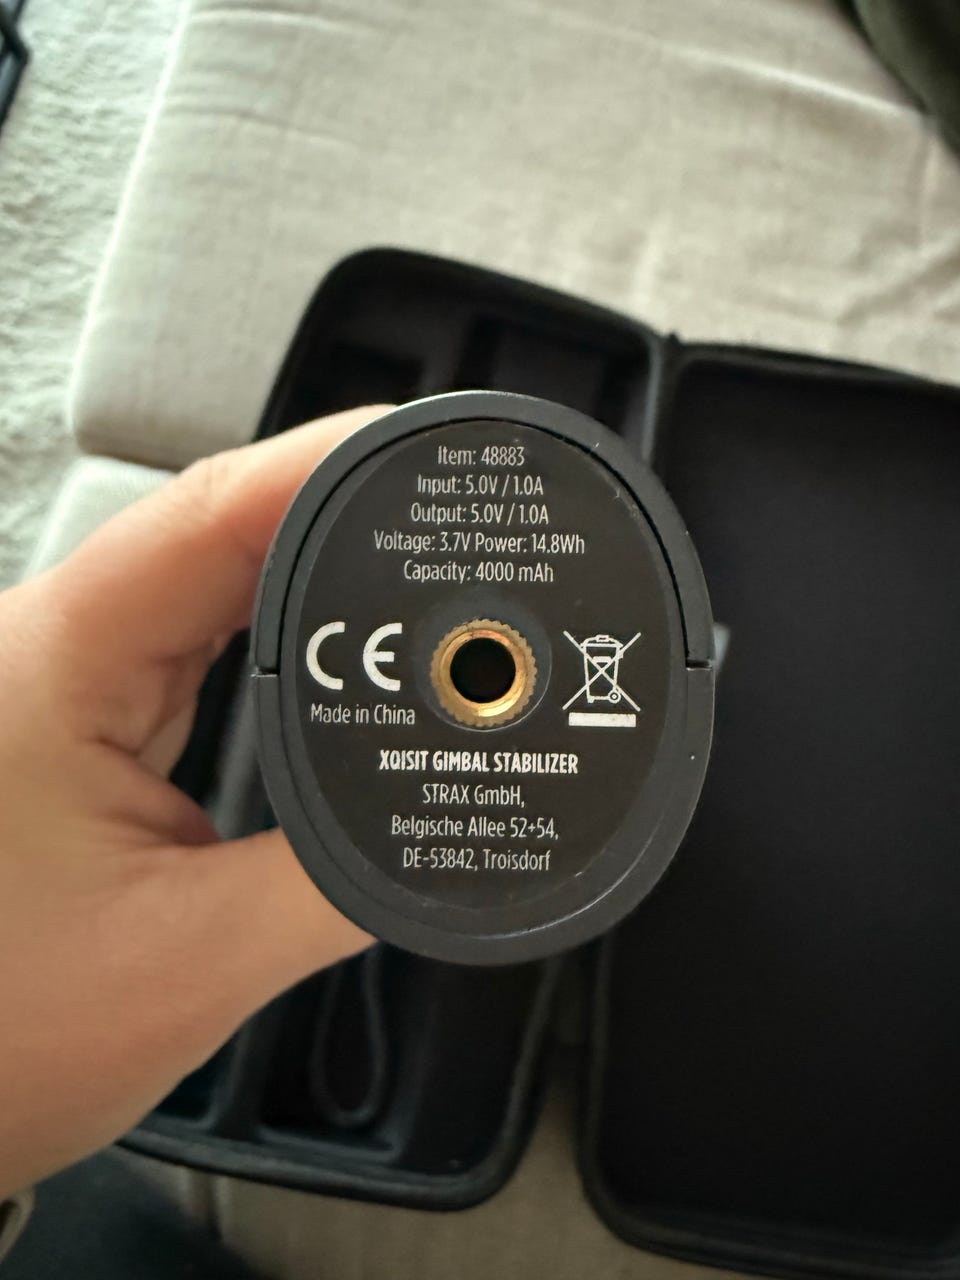 Item: 48883
Input: 5.0V / 1.0A
Output: 5.0V / 1.0A
Voltage: 3.7V Power: 14.8Wh
Capacity: 4000 mAh
CE
Made in China
XQISIT GIMBAL STABILIZER
STRAX GmbH,
Belgische Allee 52+54,
DE-53842, Troisdorf